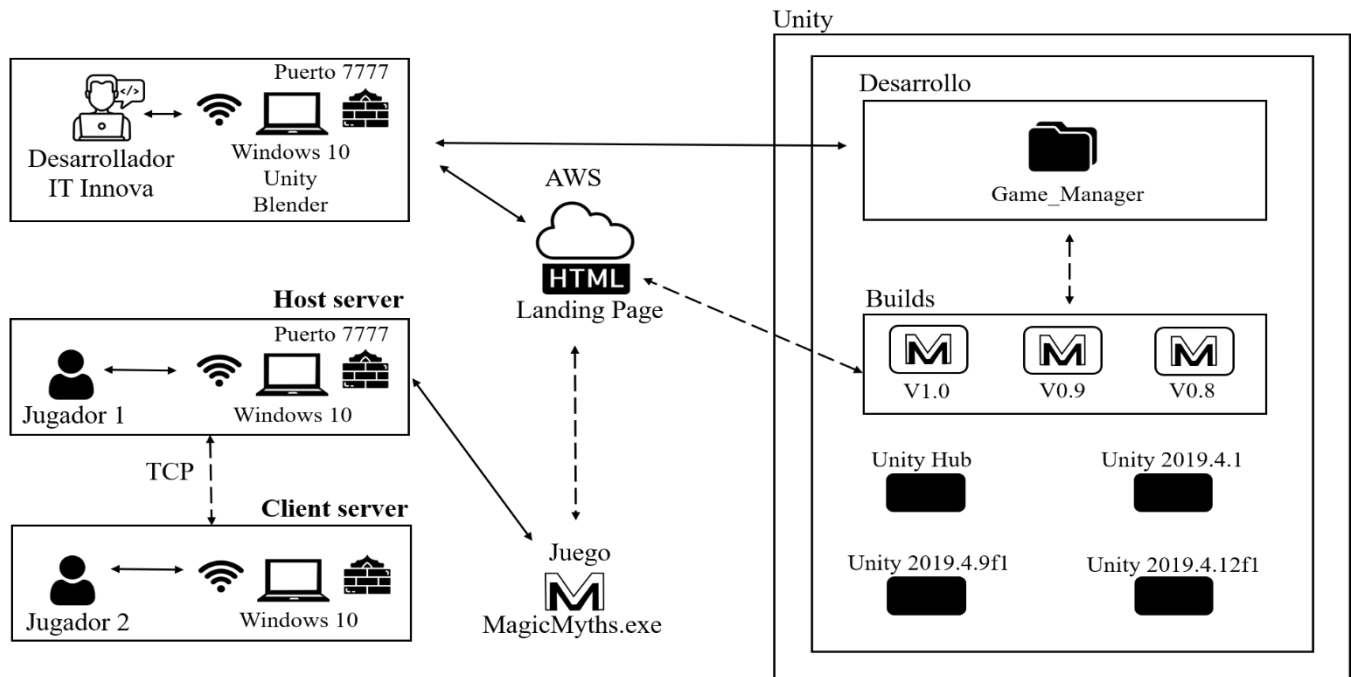 Unity
Puerto 7777
Desarrollador
IT Innova
Windows 10
Unity
Blender
Desarrollo
Game_Manager
AWS
HTML
Landing Page
Host server
Puerto 7777
Jugador 1
Windows 10
Builds
V1.0
V0.9
V0.8
TCP
Client server
Jugador 2
Windows 10
Juego
MagicMyths.exe
Unity Hub
Unity 2019.4.1
Unity 2019.4.9f1
Unity 2019.4.12f1